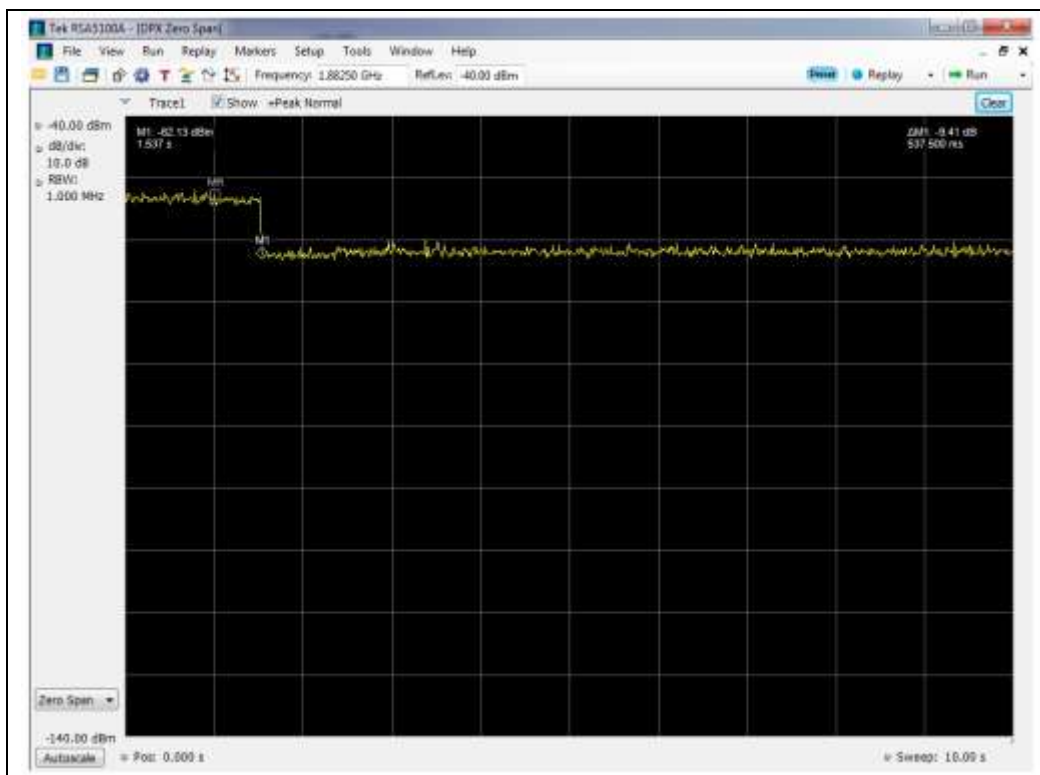 Tek RSA5100A - [DPX Zero Span]
File View Run Replay Markers Setup Tools Window Help
Frequency: 1.88250 GHz RefLev: -40.00 dBm Preset Replay Run
Trace1 Show +Peak Normal Clear
-40.00 dBm
dB/div:
10.0 dB
RBW:
1.000 MHz
M1: -62.13 dBm
1.537 s
ΔM1: -9.41 dB
537.500 ms
MR
M1
Zero Span
-140.00 dBm
Autoscale Pos: 0.000 s Sweep: 10.00 s